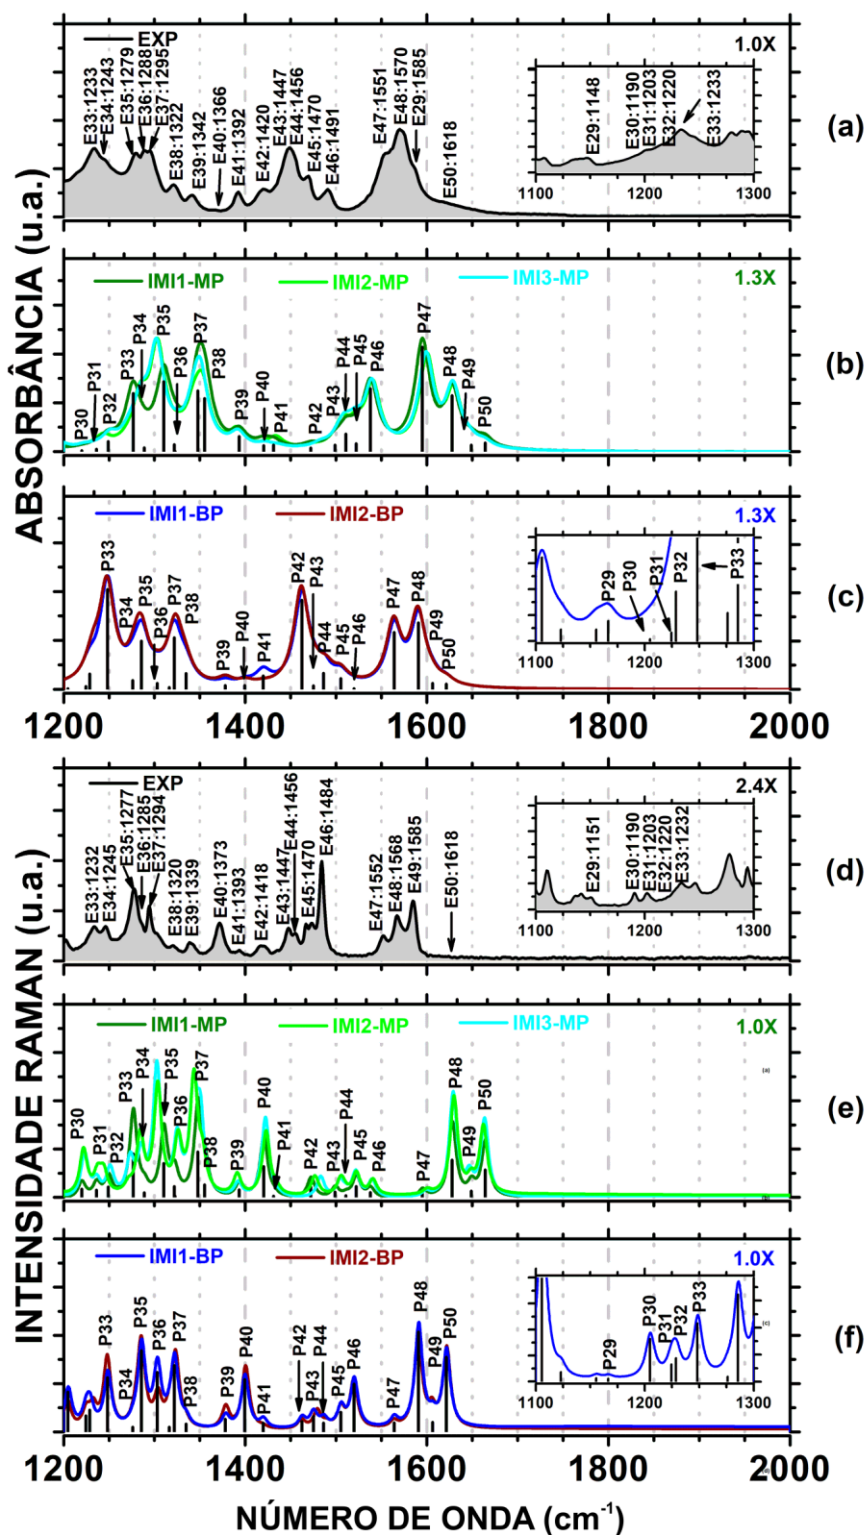 ABSORBÂNCIA (u.a.)
EXP
1.0X
(a)
E33:1233
E34:1243
E35:1279
E36:1288
E37:1295
E38:1322
E39:1342
E40:1366
E41:1392
E42:1420
E43:1447
E44:1456
E45:1470
E46:1491
E47:1551
E48:1570
E29:1585
E50:1618
E29:1148
E30:1190
E31:1203
E32:1220
1233
E33:1233
1100 1200 1300
IMI1-MP IMI2-MP IMI3-MP 1.3X
(b)
P30
P31
P32
P33
P34
P35
P36
P37
P38
P39
P40
P41
P42
P43
P44
P45
P46
P47
P48
P49
P50
IMI1-BP IMI2-BP 1.3X
(c)
P33
P34
P35
P36
P37
P38
P39
P40
P41
P42
P43
P44
P45
P46
P47
P48
P49
P50
P29
P30
P31
P32
P33
1100 1200 1300
1200 1400 1600 1800 2000
INTENSIDADE RAMAN (u.a.)
EXP
2.4X
(d)
E33:1232
E34:1245
E35:1277
E36:1285
E37:1294
E38:1320
E39:1339
E40:1373
E41:1393
E42:1418
E43:1447
E44:1456
E45:1470
E46:1484
E47:1552
E48:1568
E49:1585
E50:1618
E29:1151
E30:1190
E31:1203
E32:1220
E33:1232
1100 1200 1300
IMI1-MP IMI2-MP IMI3-MP 1.0X
(e)
P30
P31
P32
P33
P34
P35
P36
P37
P38
P39
P40
P41
P42
P43
P44
P45
P46
P47
P48
P49
P50
(a)
IMI1-BP IMI2-BP 1.0X
(f)
P33
P34
P35
P36
P37
P38
P39
P40
P41
P42
P43
P44
P45
P46
P47
P48
P49
P50
P29
P30
P31
P32
P33
(c)
1100 1200 1300
1200 1400 1600 1800 2000
NÚMERO DE ONDA (cm⁻¹)